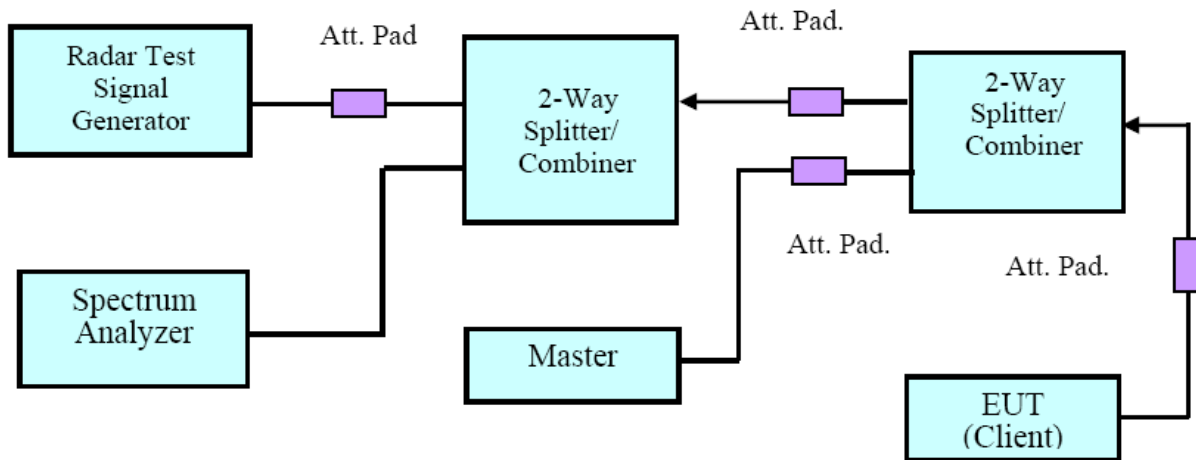 Radar Test
Signal
Generator
Att. Pad
2-Way
Splitter/
Combiner
Att. Pad.
2-Way
Splitter/
Combiner
Att. Pad.
Att. Pad.
Spectrum
Analyzer
Master
EUT
(Client)